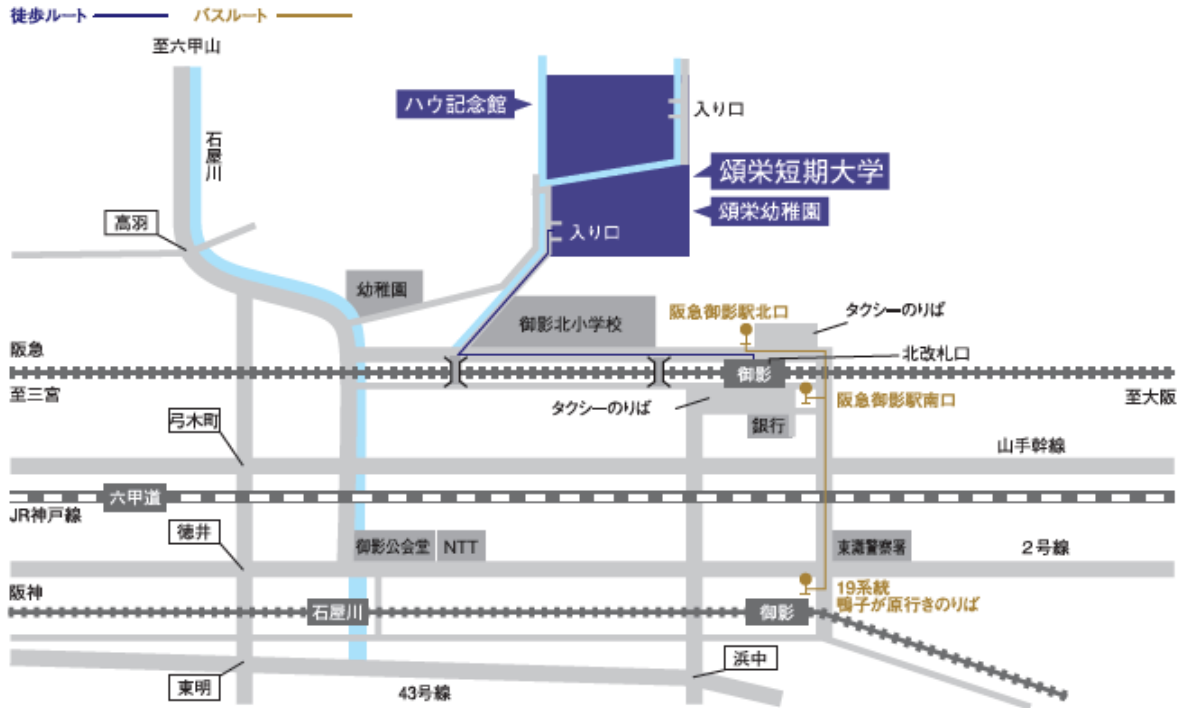 徒歩ルート
バスルート
至六甲山
ハウ記念館
入り口
石屋川
頌栄短期大学
頌栄幼稚園
高羽
入り口
幼稚園
御影北小学校
阪急御影駅北口
タクシーのりば
阪急
北改札口
御影
至三宮
至大阪
タクシーのりば
阪急御影駅南口
弓木町
銀行
山手幹線
六甲道
JR神戸線
徳井
御影公会堂
NTT
東灘警察署
2号線
阪神
19系統
鴨子が原行きのりば
石屋川
御影
浜中
東明
43号線